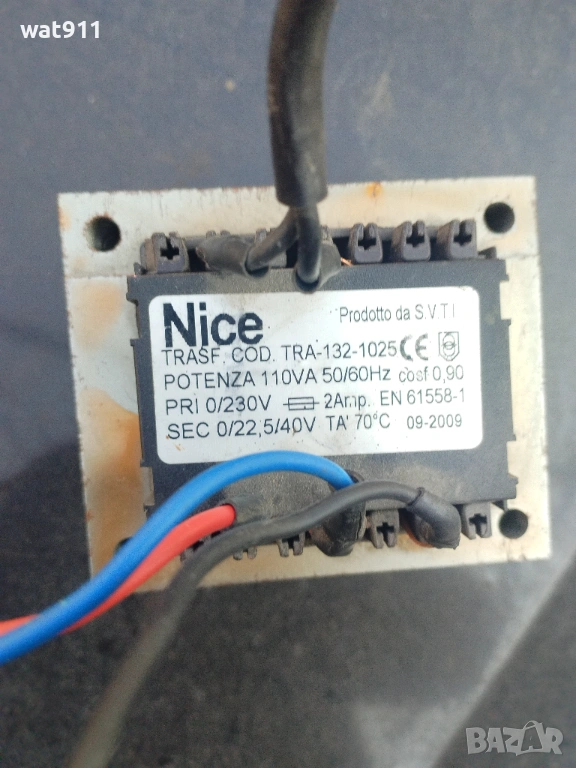 wat911
Nice
Prodotto da S.V T I
TRASF. COD. TRA-132-1025 CE
POTENZA 110VA 50/60Hz cosf 0,90
PRI 0/230V 2Amp. EN 61558-1
SEC 0/22,5/40V TA' 70°C 09-2009
BAZAR